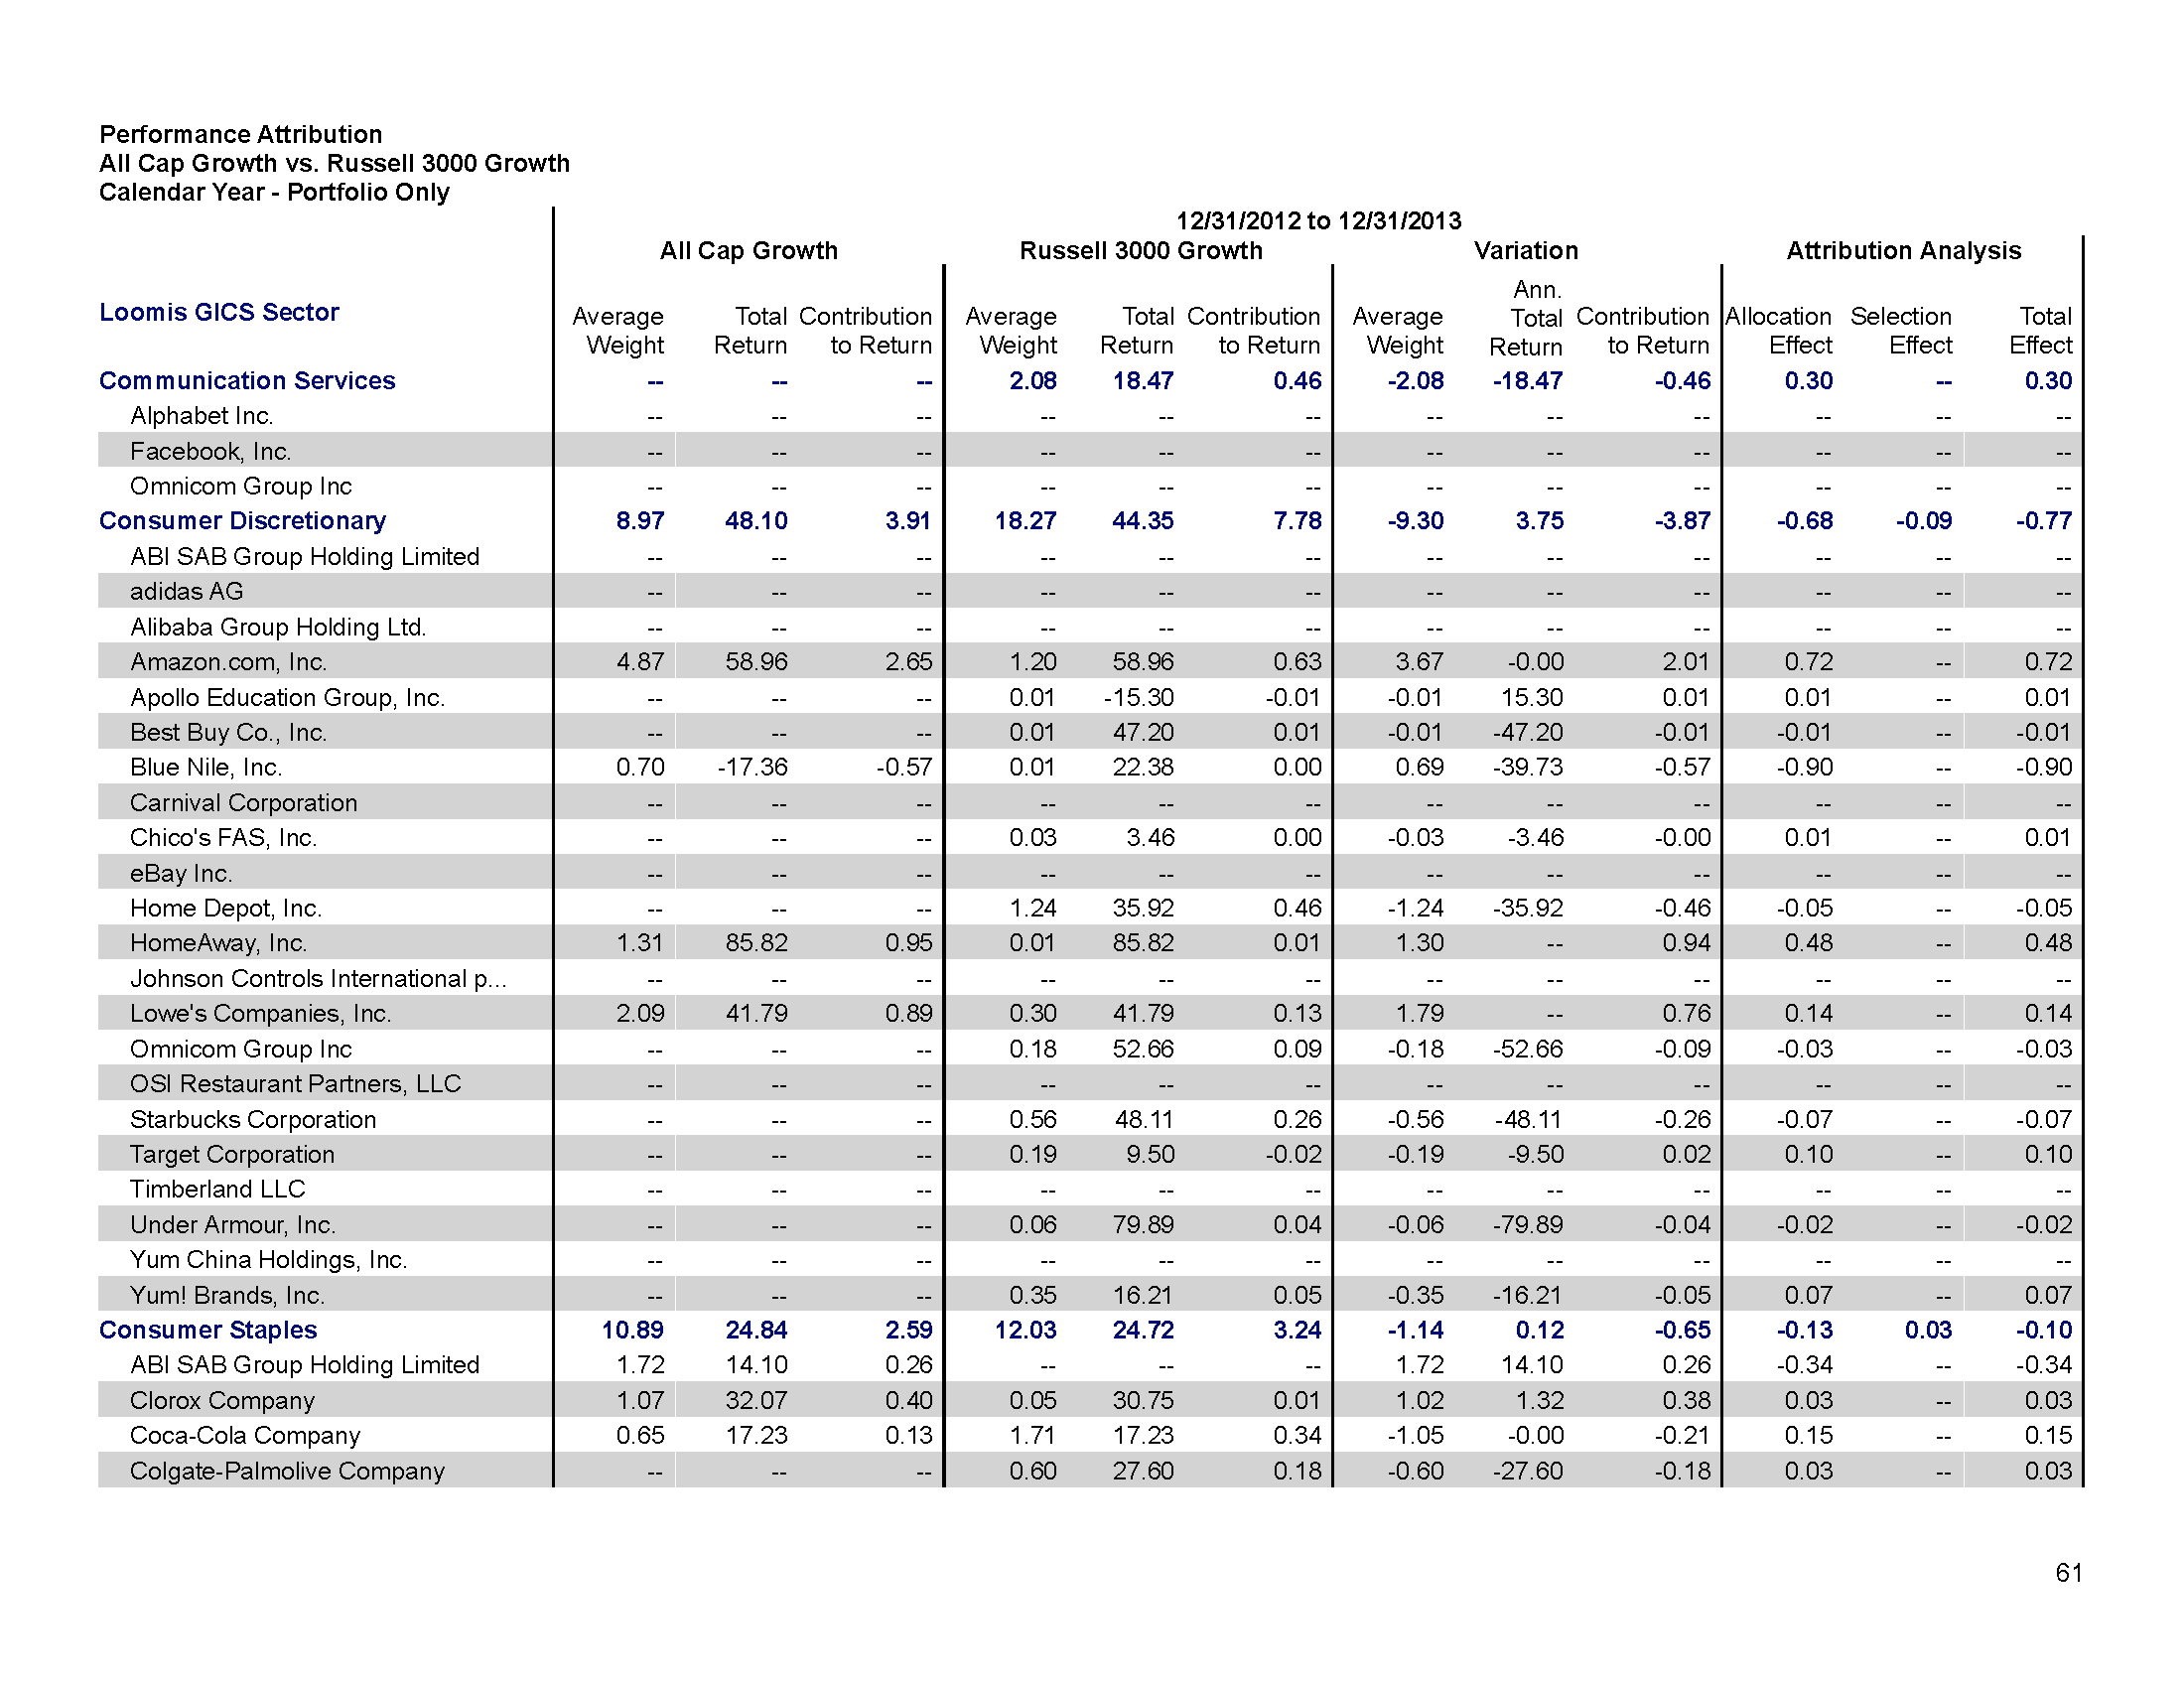 Performance Attribution
All Cap Growth vs. Russell 3000 Growth
Calendar Year - Portfolio Only
12/31/2012 to 12/31/2013
All Cap Growth Russell 3000 Growth Variation Attribution Analysis
Loomis GICS Sector Average Weight Total Return Contribution to Return Average Weight Total Return Contribution to Return Average Weight Ann. Total Return Contribution to Return Allocation Effect Selection Effect Total Effect
Communication Services -- -- -- 2.08 18.47 0.46 -2.08 -18.47 -0.46 0.30 -- 0.30
Alphabet Inc. -- -- -- -- -- -- -- -- -- -- -- --
Facebook, Inc. -- -- -- -- -- -- -- -- -- -- -- --
Omnicom Group Inc -- -- -- -- -- -- -- -- -- -- -- --
Consumer Discretionary 8.97 48.10 3.91 18.27 44.35 7.78 -9.30 3.75 -3.87 -0.68 -0.09 -0.77
ABI SAB Group Holding Limited -- -- -- -- -- -- -- -- -- -- -- --
adidas AG -- -- -- -- -- -- -- -- -- -- -- --
Alibaba Group Holding Ltd. -- -- -- -- -- -- -- -- -- -- -- --
Amazon.com, Inc. 4.87 58.96 2.65 1.20 58.96 0.63 3.67 -0.00 2.01 0.72 -- 0.72
Apollo Education Group, Inc. -- -- -- 0.01 -15.30 -0.01 -0.01 15.30 0.01 0.01 -- 0.01
Best Buy Co., Inc. -- -- -- 0.01 47.20 0.01 -0.01 -47.20 -0.01 -0.01 -- -0.01
Blue Nile, Inc. 0.70 -17.36 -0.57 0.01 22.38 0.00 0.69 -39.73 -0.57 -0.90 -- -0.90
Carnival Corporation -- -- -- -- -- -- -- -- -- -- -- --
Chico's FAS, Inc. -- -- -- 0.03 3.46 0.00 -0.03 -3.46 -0.00 0.01 -- 0.01
eBay Inc. -- -- -- -- -- -- -- -- -- -- -- --
Home Depot, Inc. -- -- -- 1.24 35.92 0.46 -1.24 -35.92 -0.46 -0.05 -- -0.05
HomeAway, Inc. 1.31 85.82 0.95 0.01 85.82 0.01 1.30 -- 0.94 0.48 -- 0.48
Johnson Controls International p... -- -- -- -- -- -- -- -- -- -- -- --
Lowe's Companies, Inc. 2.09 41.79 0.89 0.30 41.79 0.13 1.79 -- 0.76 0.14 -- 0.14
Omnicom Group Inc -- -- -- 0.18 52.66 0.09 -0.18 -52.66 -0.09 -0.03 -- -0.03
OSI Restaurant Partners, LLC -- -- -- -- -- -- -- -- -- -- -- --
Starbucks Corporation -- -- -- 0.56 48.11 0.26 -0.56 -48.11 -0.26 -0.07 -- -0.07
Target Corporation -- -- -- 0.19 9.50 -0.02 -0.19 -9.50 0.02 0.10 -- 0.10
Timberland LLC -- -- -- -- -- -- -- -- -- -- -- --
Under Armour, Inc. -- -- -- 0.06 79.89 0.04 -0.06 -79.89 -0.04 -0.02 -- -0.02
Yum China Holdings, Inc. -- -- -- -- -- -- -- -- -- -- -- --
Yum! Brands, Inc. -- -- -- 0.35 16.21 0.05 -0.35 -16.21 -0.05 0.07 -- 0.07
Consumer Staples 10.89 24.84 2.59 12.03 24.72 3.24 -1.14 0.12 -0.65 -0.13 0.03 -0.10
ABI SAB Group Holding Limited 1.72 14.10 0.26 -- -- -- 1.72 14.10 0.26 -0.34 -- -0.34
Clorox Company 1.07 32.07 0.40 0.05 30.75 0.01 1.02 1.32 0.38 0.03 -- 0.03
Coca-Cola Company 0.65 17.23 0.13 1.71 17.23 0.34 -1.05 -0.00 -0.21 0.15 -- 0.15
Colgate-Palmolive Company -- -- -- 0.60 27.60 0.18 -0.60 -27.60 -0.18 0.03 -- 0.03
61